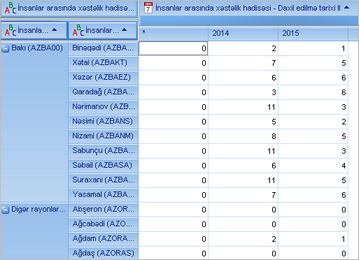 İnsanlar arasında xəstəlik hadisə... İnsanlar arasında xəstəlik hadisəsi - Daxil edilmə tarixi İl
İnsanla... İnsanlar... * 2014 2015
Bakı (AZBA00) Binəqədi (AZBA... 0 2 1
Xətai (AZBAKT) 0 7 5
Xəzər (AZBAEZ) 0 6 6
Qaradağ (AZBA... 0 3 6
Nərimanov (AZ... 0 11 3
Nəsimi (AZBANS) 0 5 2
Nizami (AZBANM) 0 8 5
Sabunçu (AZBA... 0 11 3
Səbail (AZBASA) 0 6 4
Suraxanı (AZBA... 0 11 5
Yasamal (AZBA... 0 7 6
Digər rayonlar... Abşeron (AZOR... 0 0 0
Ağcabədi (AZO... 0 0 0
Ağdam (AZORA... 0 2 1
Ağdaş (AZORAS) 0 0 0